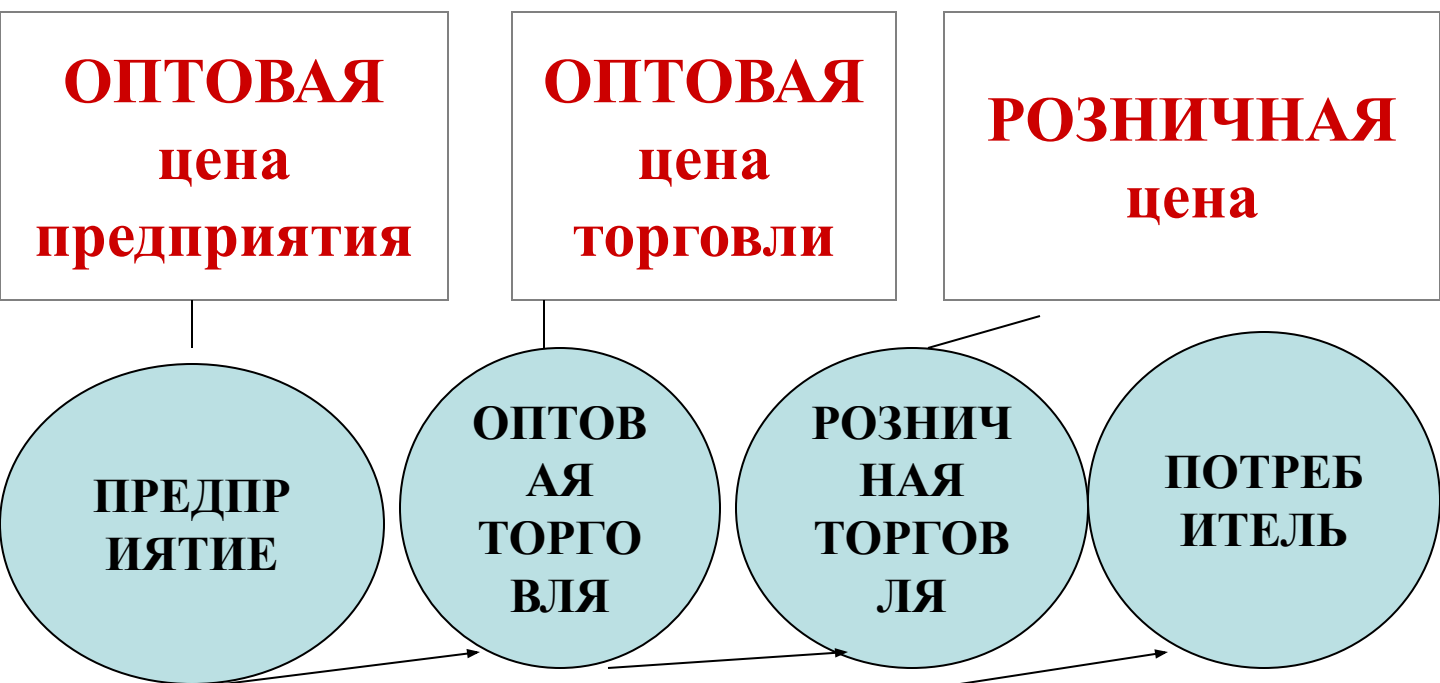 ОПТОВАЯ
цена
предприятия
ОПТОВАЯ
цена
торговли
РОЗНИЧНАЯ
цена
ПРЕДПР
ИЯТИЕ
ОПТОВ
АЯ
ТОРГО
ВЛЯ
РОЗНИЧ
НАЯ
ТОРГОВ
ЛЯ
ПОТРЕБ
ИТЕЛЬ